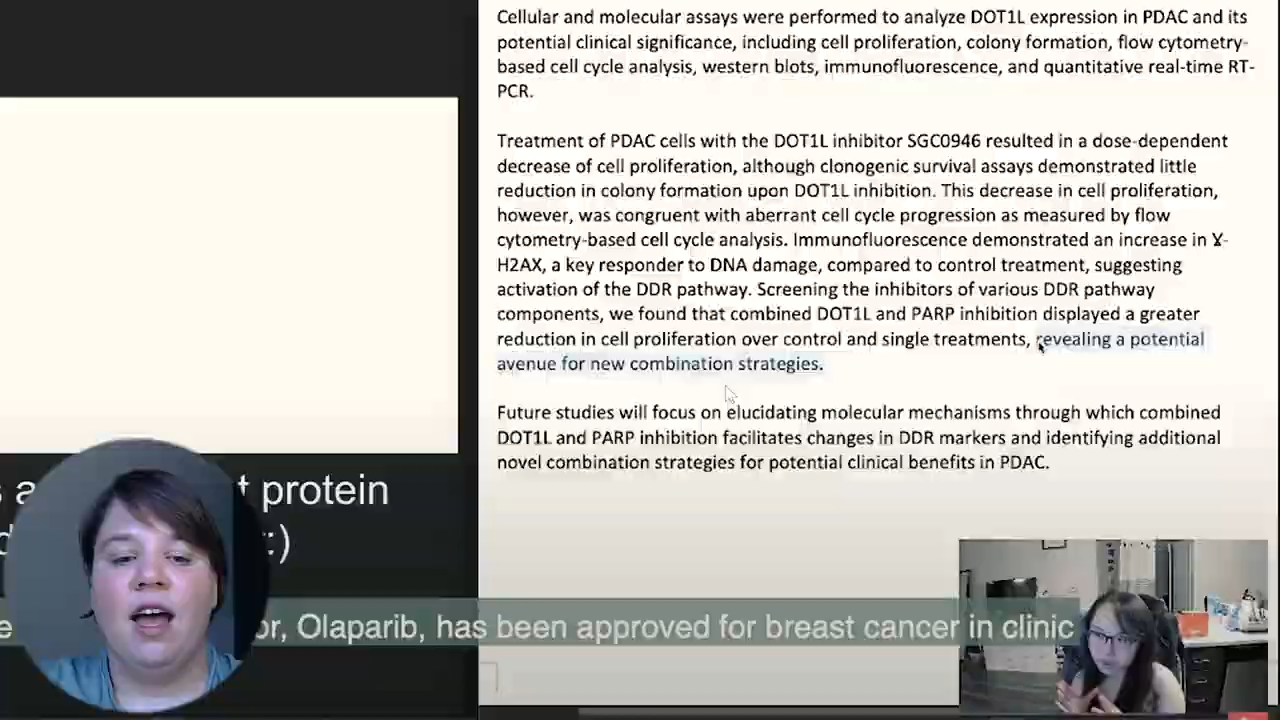 Cellular and molecular assays were performed to analyze DOT1L expression in PDAC and its
potential clinical significance, including cell proliferation, colony formation, flow cytometry-
based cell cycle analysis, western blots, immunofluorescence, and quantitative real-time RT-
PCR.
Treatment of PDAC cells with the DOT1L inhibitor SGC0946 resulted in a dose-dependent
decrease of cell proliferation, although clonogenic survival assays demonstrated little
reduction in colony formation upon DOT1L inhibition. This decrease in cell proliferation,
however, was congruent with aberrant cell cycle progression as measured by flow
cytometry-based cell cycle analysis. Immunofluorescence demonstrated an increase in Ɣ-
H2AX, a key responder to DNA damage, compared to control treatment, suggesting
activation of the DDR pathway. Screening the inhibitors of various DDR pathway
components, we found that combined DOT1L and PARP inhibition displayed a greater
reduction in cell proliferation over control and single treatments, revealing a potential
avenue for new combination strategies.
Future studies will focus on elucidating molecular mechanisms through which combined
DOT1L and PARP inhibition facilitates changes in DDR markers and identifying additional
novel combination strategies for potential clinical benefits in PDAC.
protein
:)
or, Olaparib, has been approved for breast cancer in clinic